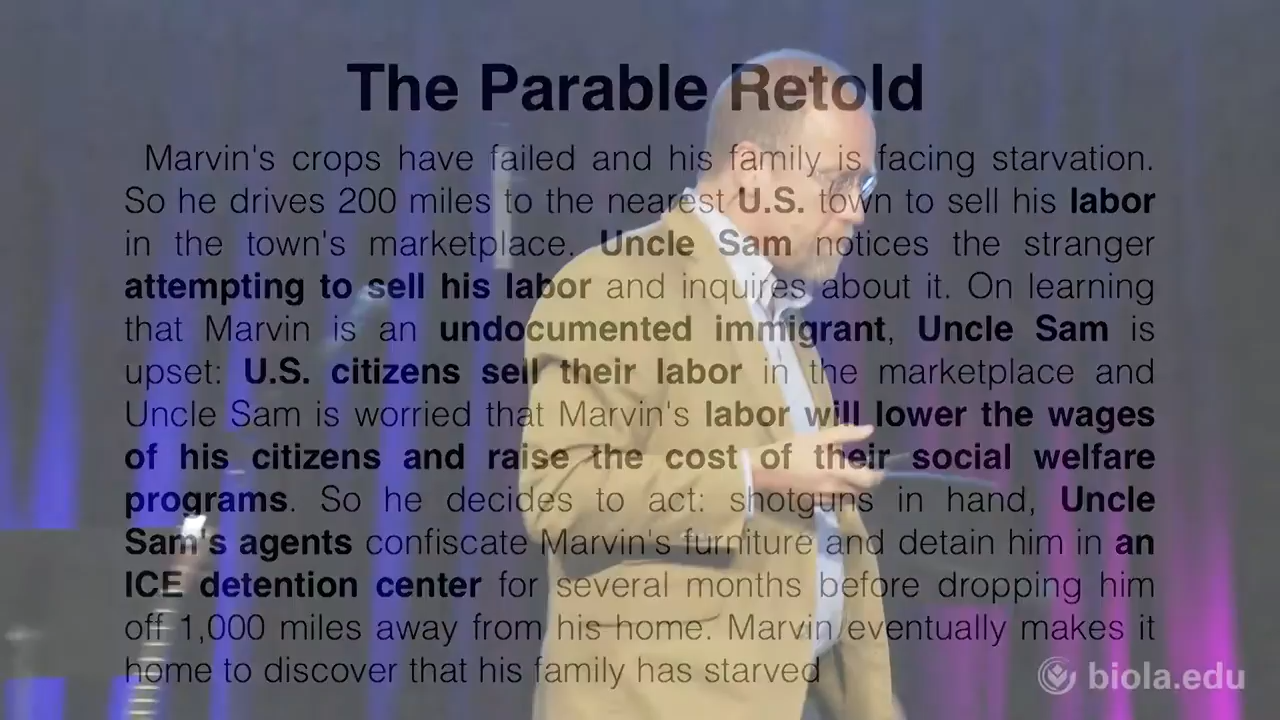 The Parable Retold
Marvin's crops have failed and his family is facing starvation.
So he drives 200 miles to the nearest U.S. town to sell his labor
in the town's marketplace. Uncle Sam notices the stranger
attempting to sell his labor and inquires about it. On learning
that Marvin is an undocumented immigrant, Uncle Sam is
upset: U.S. citizens sell their labor in the marketplace and
Uncle Sam is worried that Marvin's labor will lower the wages
of his citizens and raise the cost of their social welfare
programs. So he decides to act: shotguns in hand, Uncle
Sam's agents confiscate Marvin's furniture and detain him in an
ICE detention center for several months before dropping him
off 1,000 miles away from his home. Marvin eventually makes it
home to discover that his family has starved
biola.edu